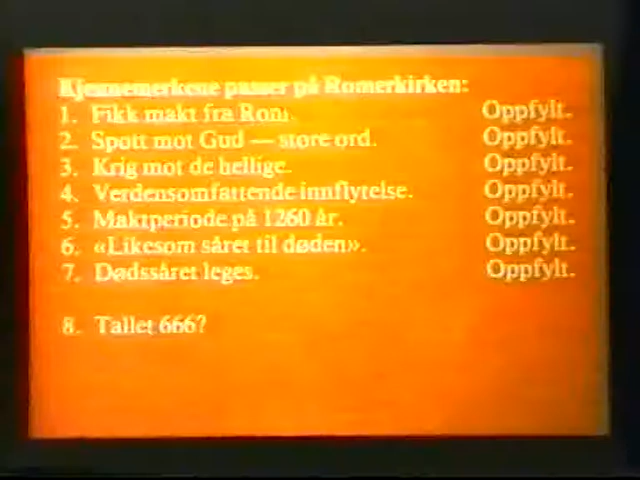 Kjennemerkene passer på Romerkirken:
1. Fikk makt fra Rom. Oppfylt.
2. Spott mot Gud — store ord. Oppfylt.
3. Krig mot de hellige. Oppfylt.
4. Verdensomfattende innflytelse. Oppfylt.
5. Maktperiode på 1260 år. Oppfylt.
6. «Likesom såret til døden». Oppfylt.
7. Dødssåret leges. Oppfylt.
8. Tallet 666?